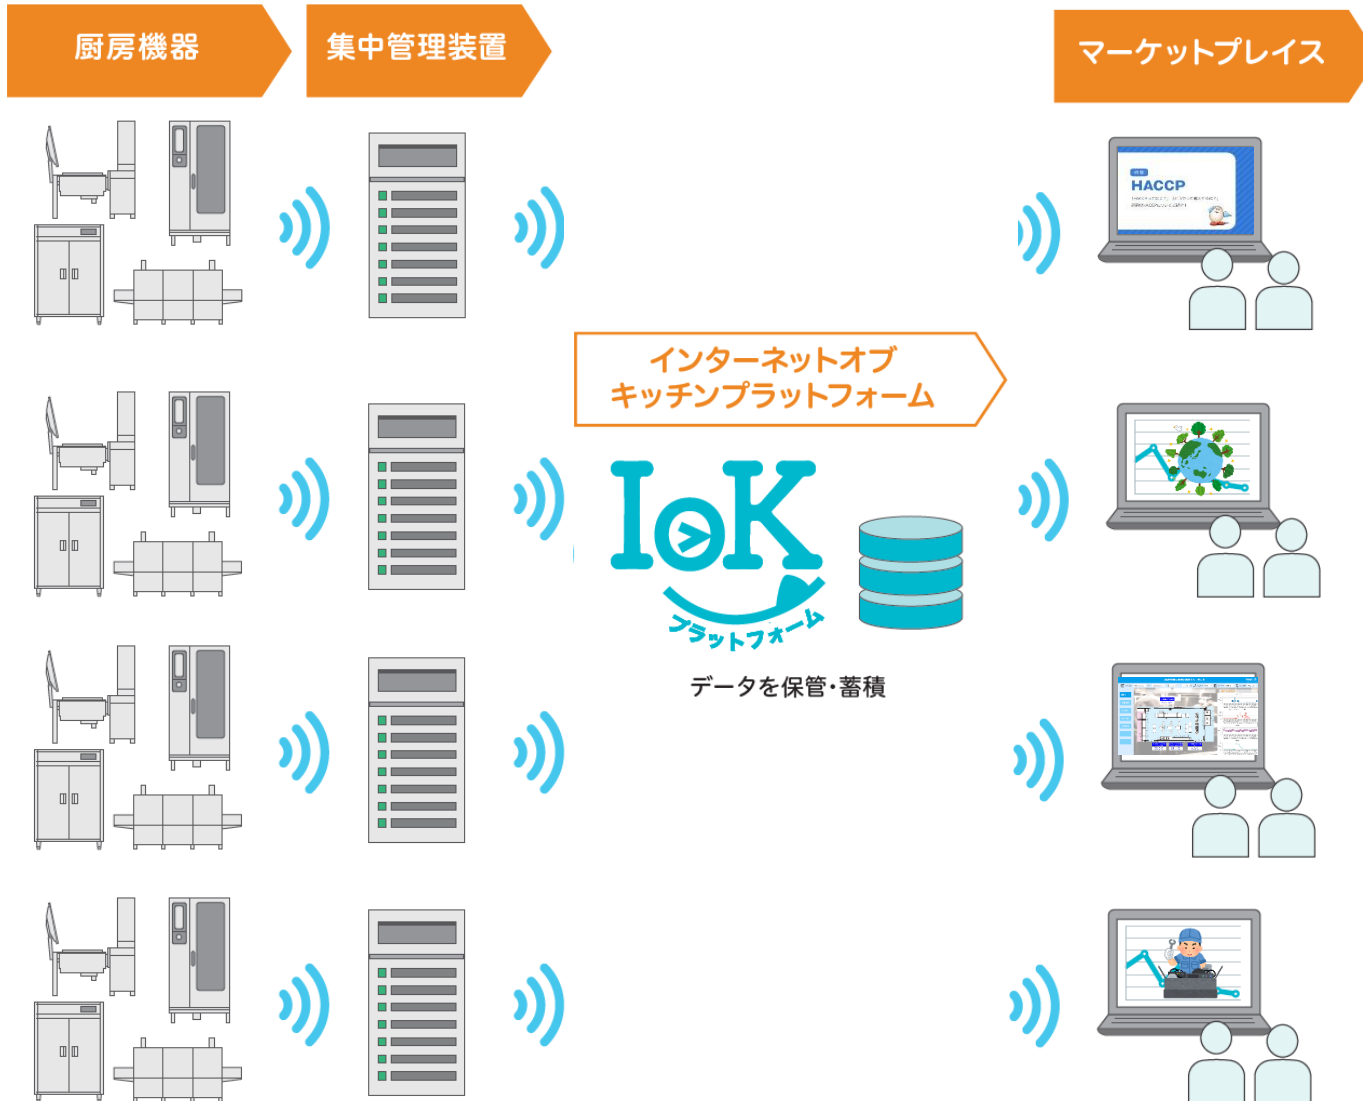 厨房機器
集中管理装置
マーケットプレイス
HACCP
インターネットオブ
キッチンプラットフォーム
IoK
プラットフォーム
データを保管・蓄積